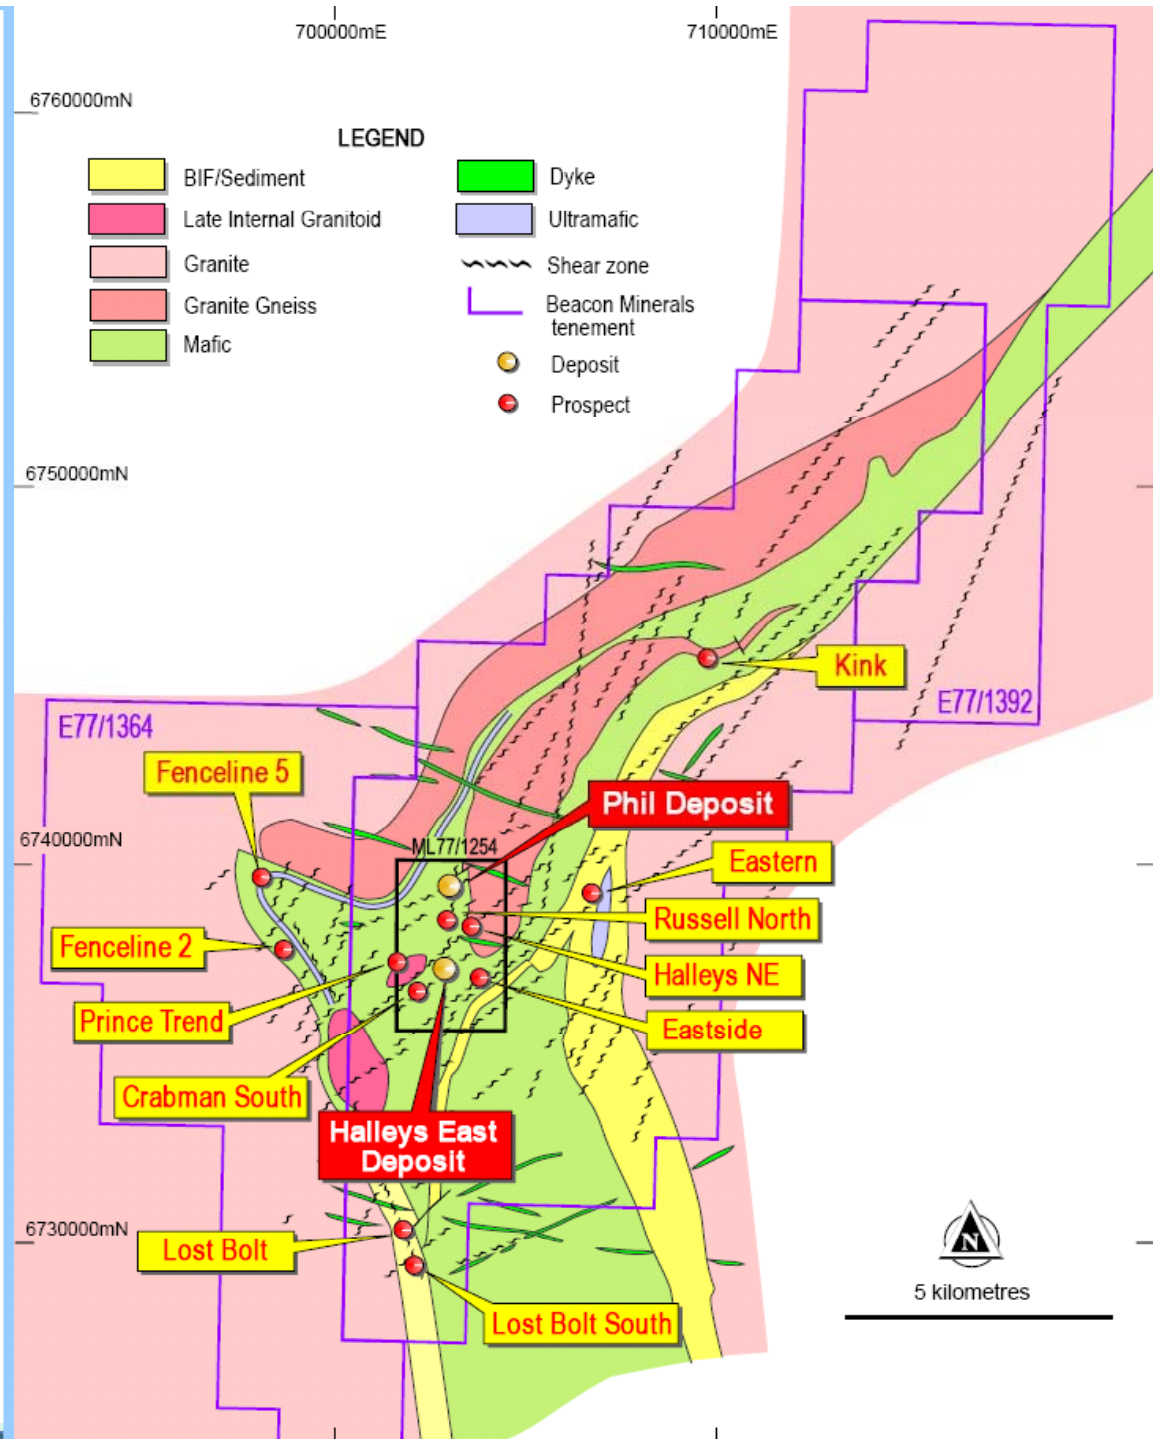 700000mE
710000mE
6760000mN
LEGEND
BIF/Sediment
Late Internal Granitoid
Granite
Granite Gneiss
Mafic
Dyke
Ultramafic
Shear zone
Beacon Minerals
tenement
Deposit
Prospect
6750000mN
Kink
E77/1392
E77/1364
Fenceline 5
Phil Deposit
6740000mN
ML77/1254
Eastern
Russell North
Fenceline 2
Halleys NE
Prince Trend
Eastside
Crabman South
Halleys East
Deposit
6730000mN
Lost Bolt
N
5 kilometres
Lost Bolt South